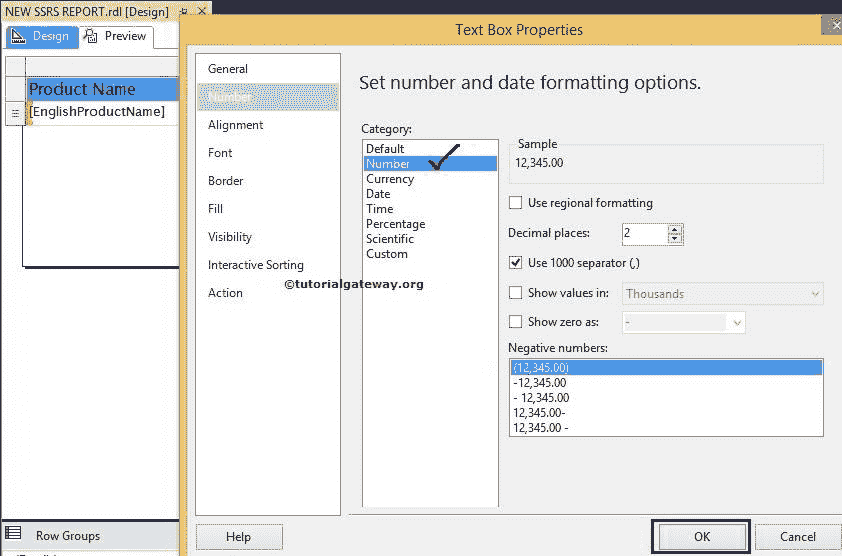 NEW SSRS REPORT.rdl [Design]
Design
Preview
Product Name
[EnglishProductName]
Row Groups
Text Box Properties
General
Number
Alignment
Font
Border
Fill
Visibility
Interactive Sorting
Action
Set number and date formatting options.
Category:
Default
Number
Currency
Date
Time
Percentage
Scientific
Custom
Sample
12,345.00
Use regional formatting
Decimal places: 2
Use 1000 separator (,)
Show values in: Thousands
Show zero as: -
Negative numbers:
(12,345.00)
-12,345.00
- 12,345.00
12,345.00-
12,345.00 -
©tutorialgateway.org
Help
OK
Cancel